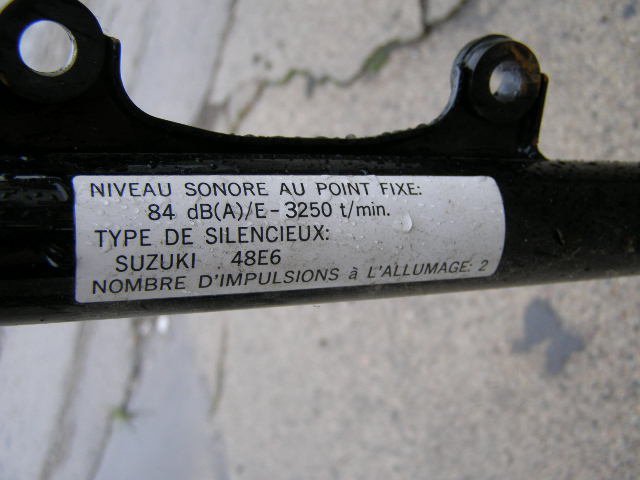 NIVEAU SONORE AU POINT FIXE:
84 dB(A)/E-3250 t/min.
TYPE DE SILENCIEUX:
SUZUKI 48E6
NOMBRE D'IMPULSIONS à L'ALLUMAGE: 2